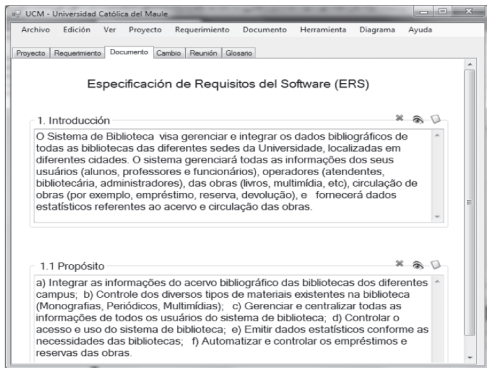 UCM - Universidad Católica del Maule
Archivo Edición Ver Proyecto Requerimiento Documento Herramienta Diagrama Ayuda
Proyecto Requerimiento Documento Cambio Reunión Glosario
Especificación de Requisitos del Software (ERS)
1. Introducción
O Sistema de Biblioteca visa gerenciar e integrar os dados bibliográficos de
todas as bibliotecas das diferentes sedes da Universidade, localizadas em
diferentes cidades. O sistema gerenciará todas as informações dos seus
usuários (alunos, professores e funcionários), operadores (atendentes,
bibliotecária, administradores), das obras (livros, multimídia, etc), circulação de
obras (por exemplo, empréstimo, reserva, devolução), e fornecerá dados
estatísticos referentes ao acervo e circulação das obras.
1.1 Propósito
a) Integrar as informações do acervo bibliográfico das bibliotecas dos diferentes
campus; b) Controle dos diversos tipos de materiais existentes na biblioteca
(Monografias, Periódicos, Multimídias); c) Gerenciar e centralizar todas as
informações de todos os usuários do sistema de biblioteca; d) Controlar o
acesso e uso do sistema de biblioteca; e) Emitir dados estatísticos conforme as
necessidades das bibliotecas; f) Automatizar e controlar os empréstimos e
reservas das obras.